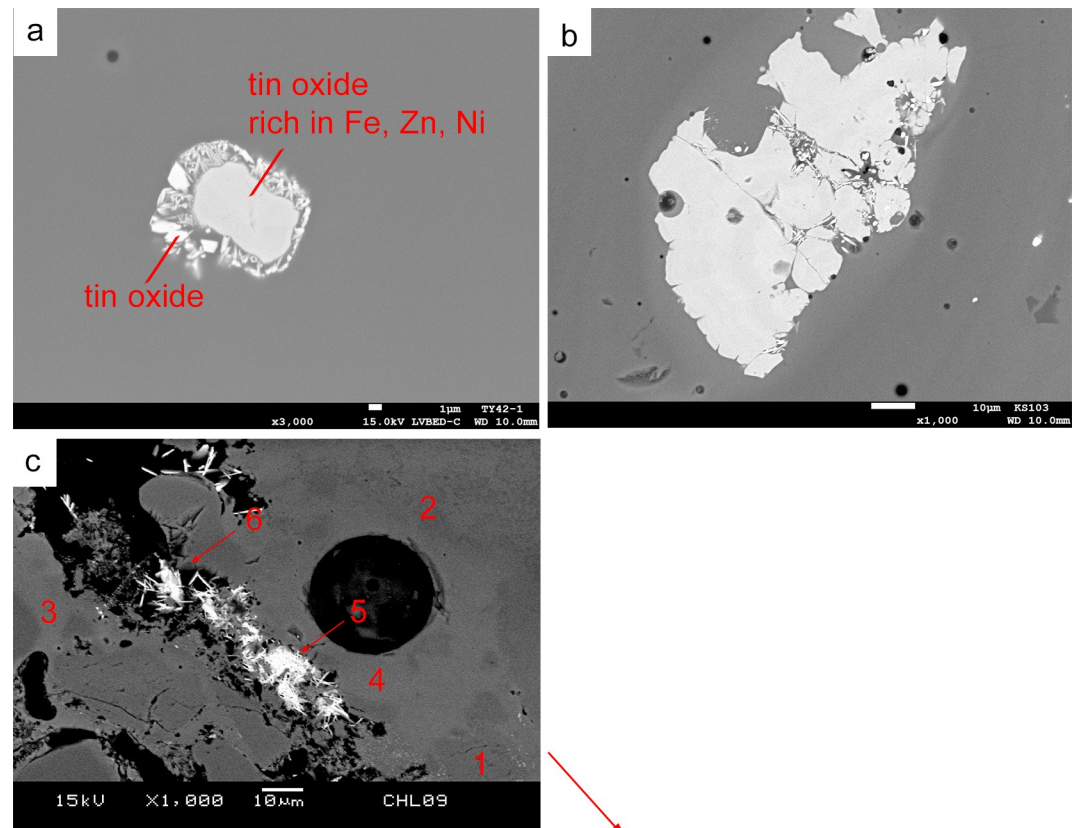 a
tin oxide
rich in Fe, Zn, Ni
tin oxide
1µm TY42-1
x3,000 15.0kV LVBED-C WD 10.0mm
b
10µm KS103
x1,000 WD 10.0mm
c
2
6
3
5
4
1
15kV X1,000 10µm CHL09